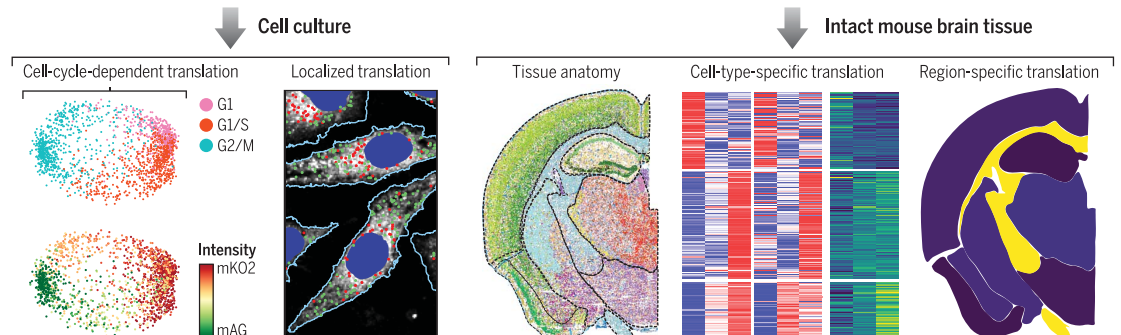 Cell culture
Intact mouse brain tissue
Cell-cycle-dependent translation
Localized translation
Tissue anatomy
Cell-type-specific translation
Region-specific translation
G1
G1/S
G2/M
Intensity
mKO2
mAG